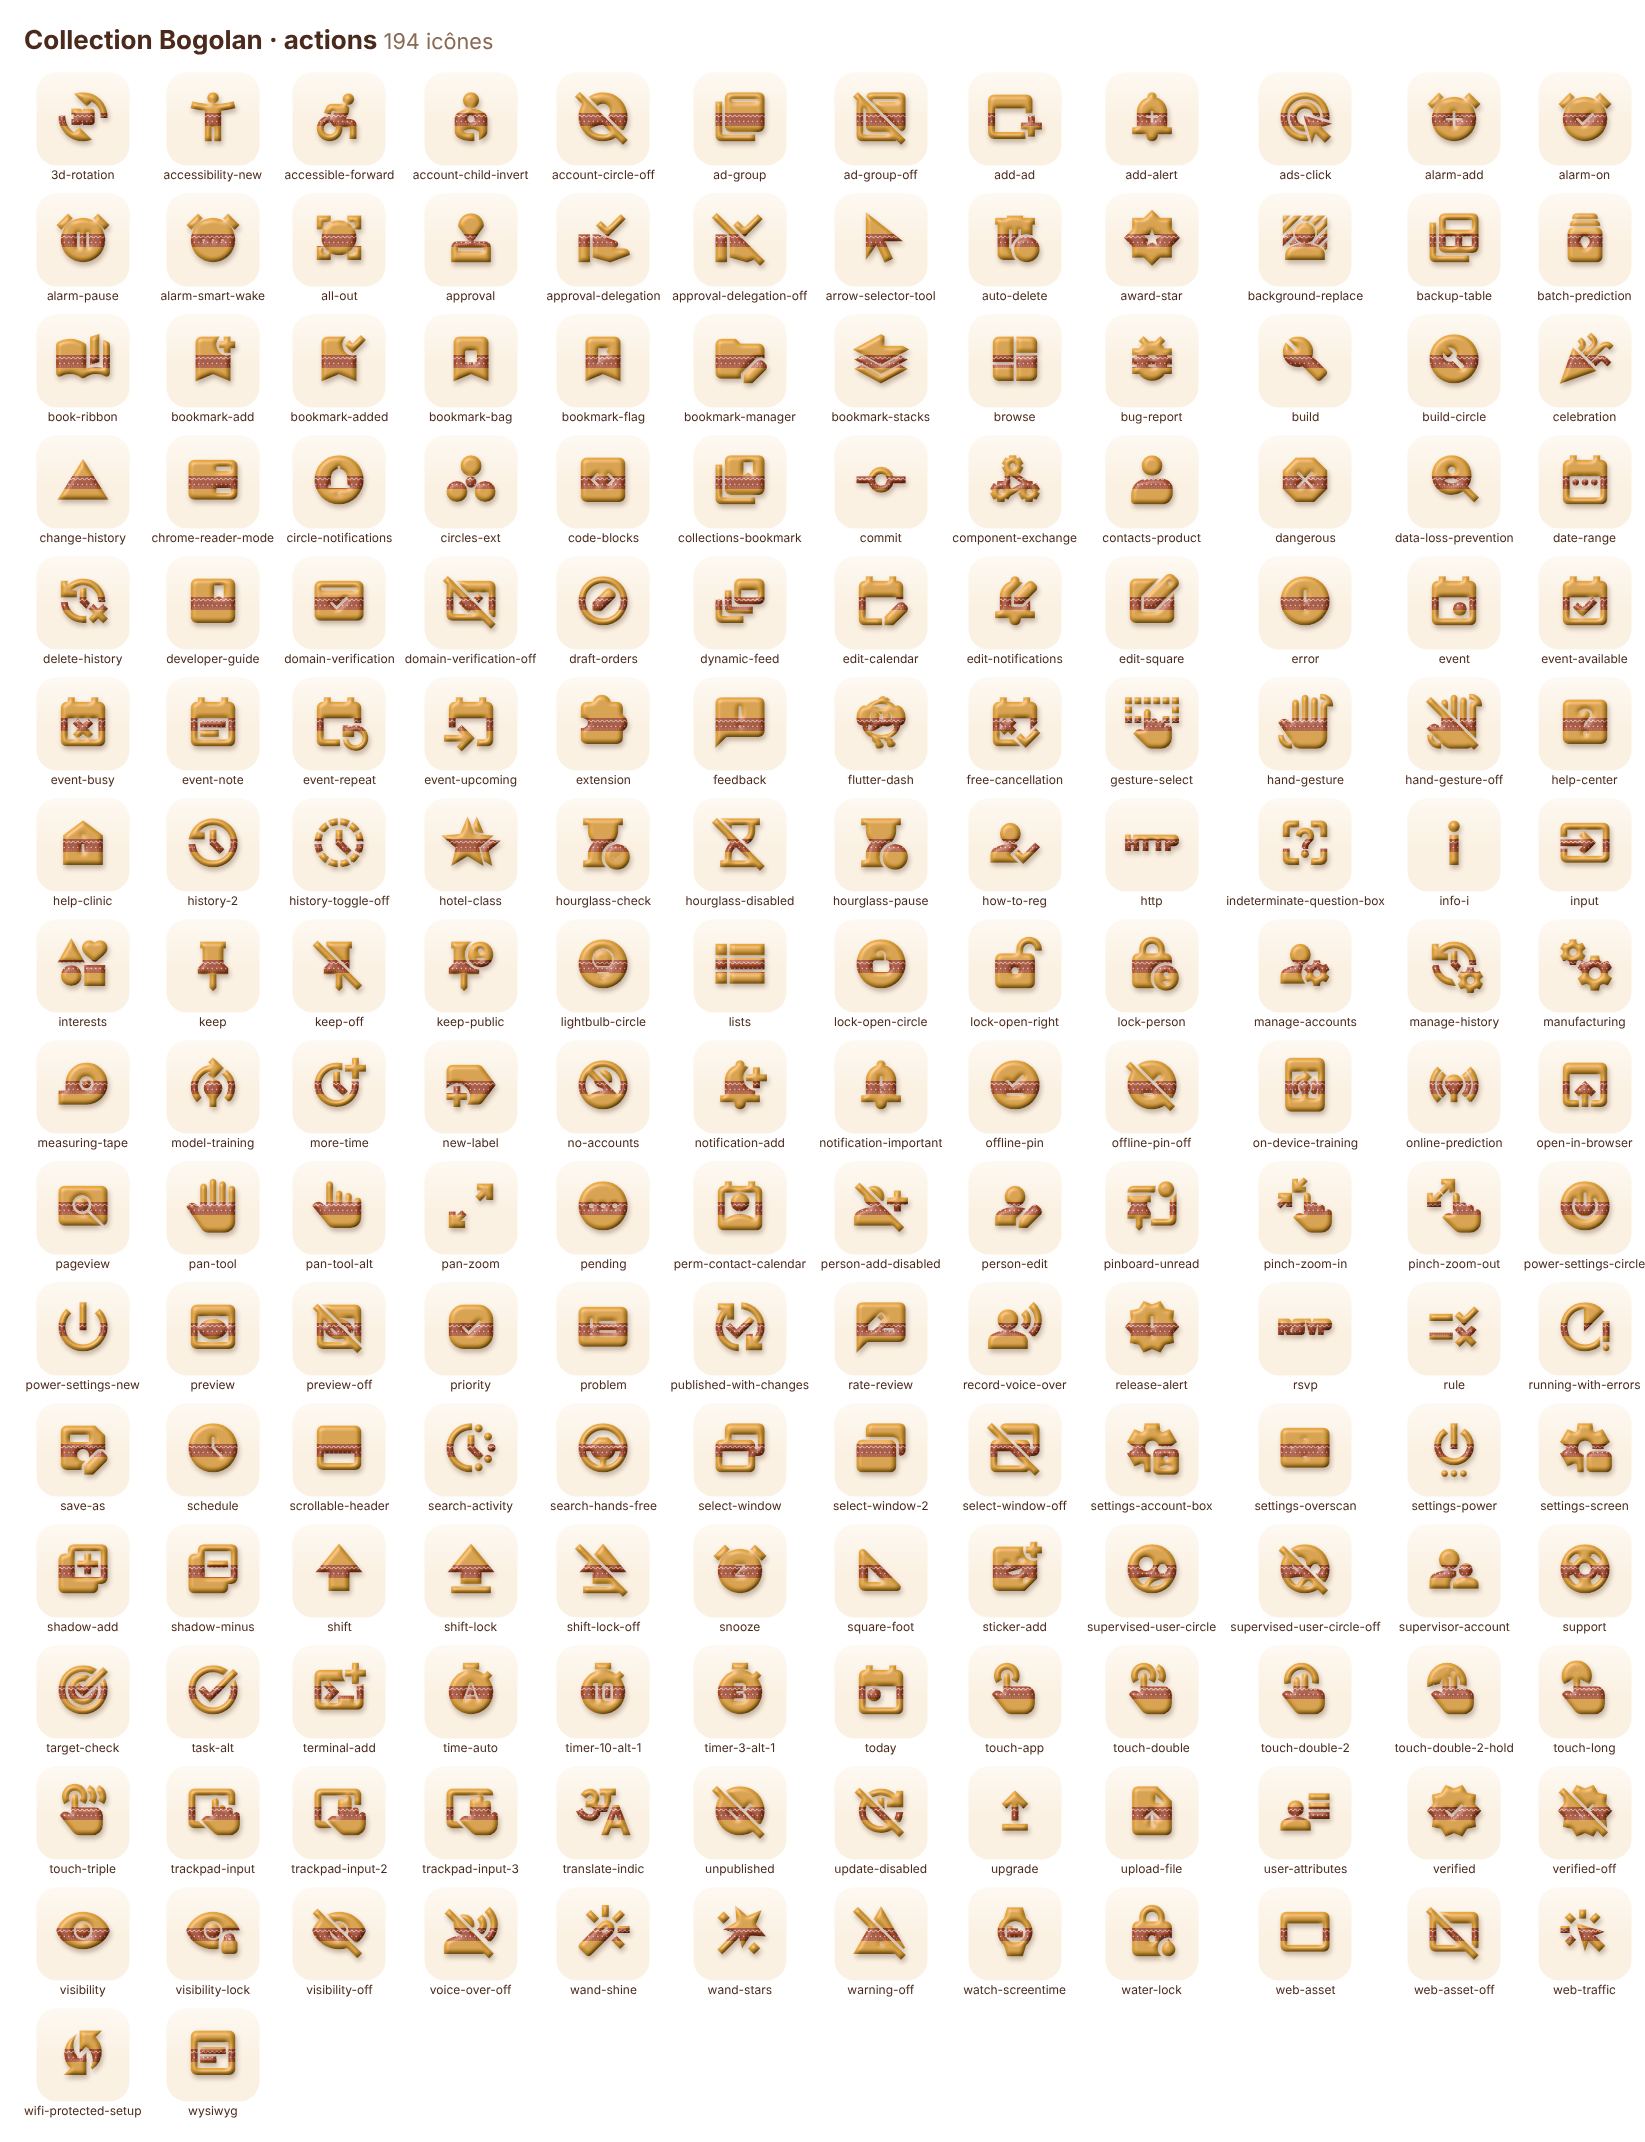 Collection Bogolan · actions 194 icônes
3d-rotation accessibility-new accessible-forward account-child-invert account-circle-off ad-group ad-group-off add-ad add-alert ads-click alarm-add alarm-on
alarm-pause alarm-smart-wake all-out approval approval-delegation approval-delegation-off arrow-selector-tool auto-delete award-star background-replace backup-table batch-prediction
book-ribbon bookmark-add bookmark-added bookmark-bag bookmark-flag bookmark-manager bookmark-stacks browse bug-report build build-circle celebration
change-history chrome-reader-mode circle-notifications circles-ext code-blocks collections-bookmark commit component-exchange contacts-product dangerous data-loss-prevention date-range
delete-history developer-guide domain-verification domain-verification-off draft-orders dynamic-feed edit-calendar edit-notifications edit-square error event event-available
event-busy event-note event-repeat event-upcoming extension feedback flutter-dash free-cancellation gesture-select hand-gesture hand-gesture-off help-center
HTTP
help-clinic history-2 history-toggle-off hotel-class hourglass-check hourglass-disabled hourglass-pause how-to-reg http indeterminate-question-box info-i input
interests keep keep-off keep-public lightbulb-circle lists lock-open-circle lock-open-right lock-person manage-accounts manage-history manufacturing
measuring-tape model-training more-time new-label no-accounts notification-add notification-important offline-pin offline-pin-off on-device-training online-prediction open-in-browser
pageview pan-tool pan-tool-alt pan-zoom pending perm-contact-calendar person-add-disabled person-edit pinboard-unread pinch-zoom-in pinch-zoom-out power-settings-circle
RSVP
power-settings-new preview preview-off priority problem published-with-changes rate-review record-voice-over release-alert rsvp rule running-with-errors
save-as schedule scrollable-header search-activity search-hands-free select-window select-window-2 select-window-off settings-account-box settings-overscan settings-power settings-screen
Z
shadow-add shadow-minus shift shift-lock shift-lock-off snooze square-foot sticker-add supervised-user-circle supervised-user-circle-off supervisor-account support
A 10 3
target-check task-alt terminal-add time-auto timer-10-alt-1 timer-3-alt-1 today touch-app touch-double touch-double-2 touch-double-2-hold touch-long
अ A
touch-triple trackpad-input trackpad-input-2 trackpad-input-3 translate-indic unpublished update-disabled upgrade upload-file user-attributes verified verified-off
visibility visibility-lock visibility-off voice-over-off wand-shine wand-stars warning-off watch-screentime water-lock web-asset web-asset-off web-traffic
wifi-protected-setup wysiwyg